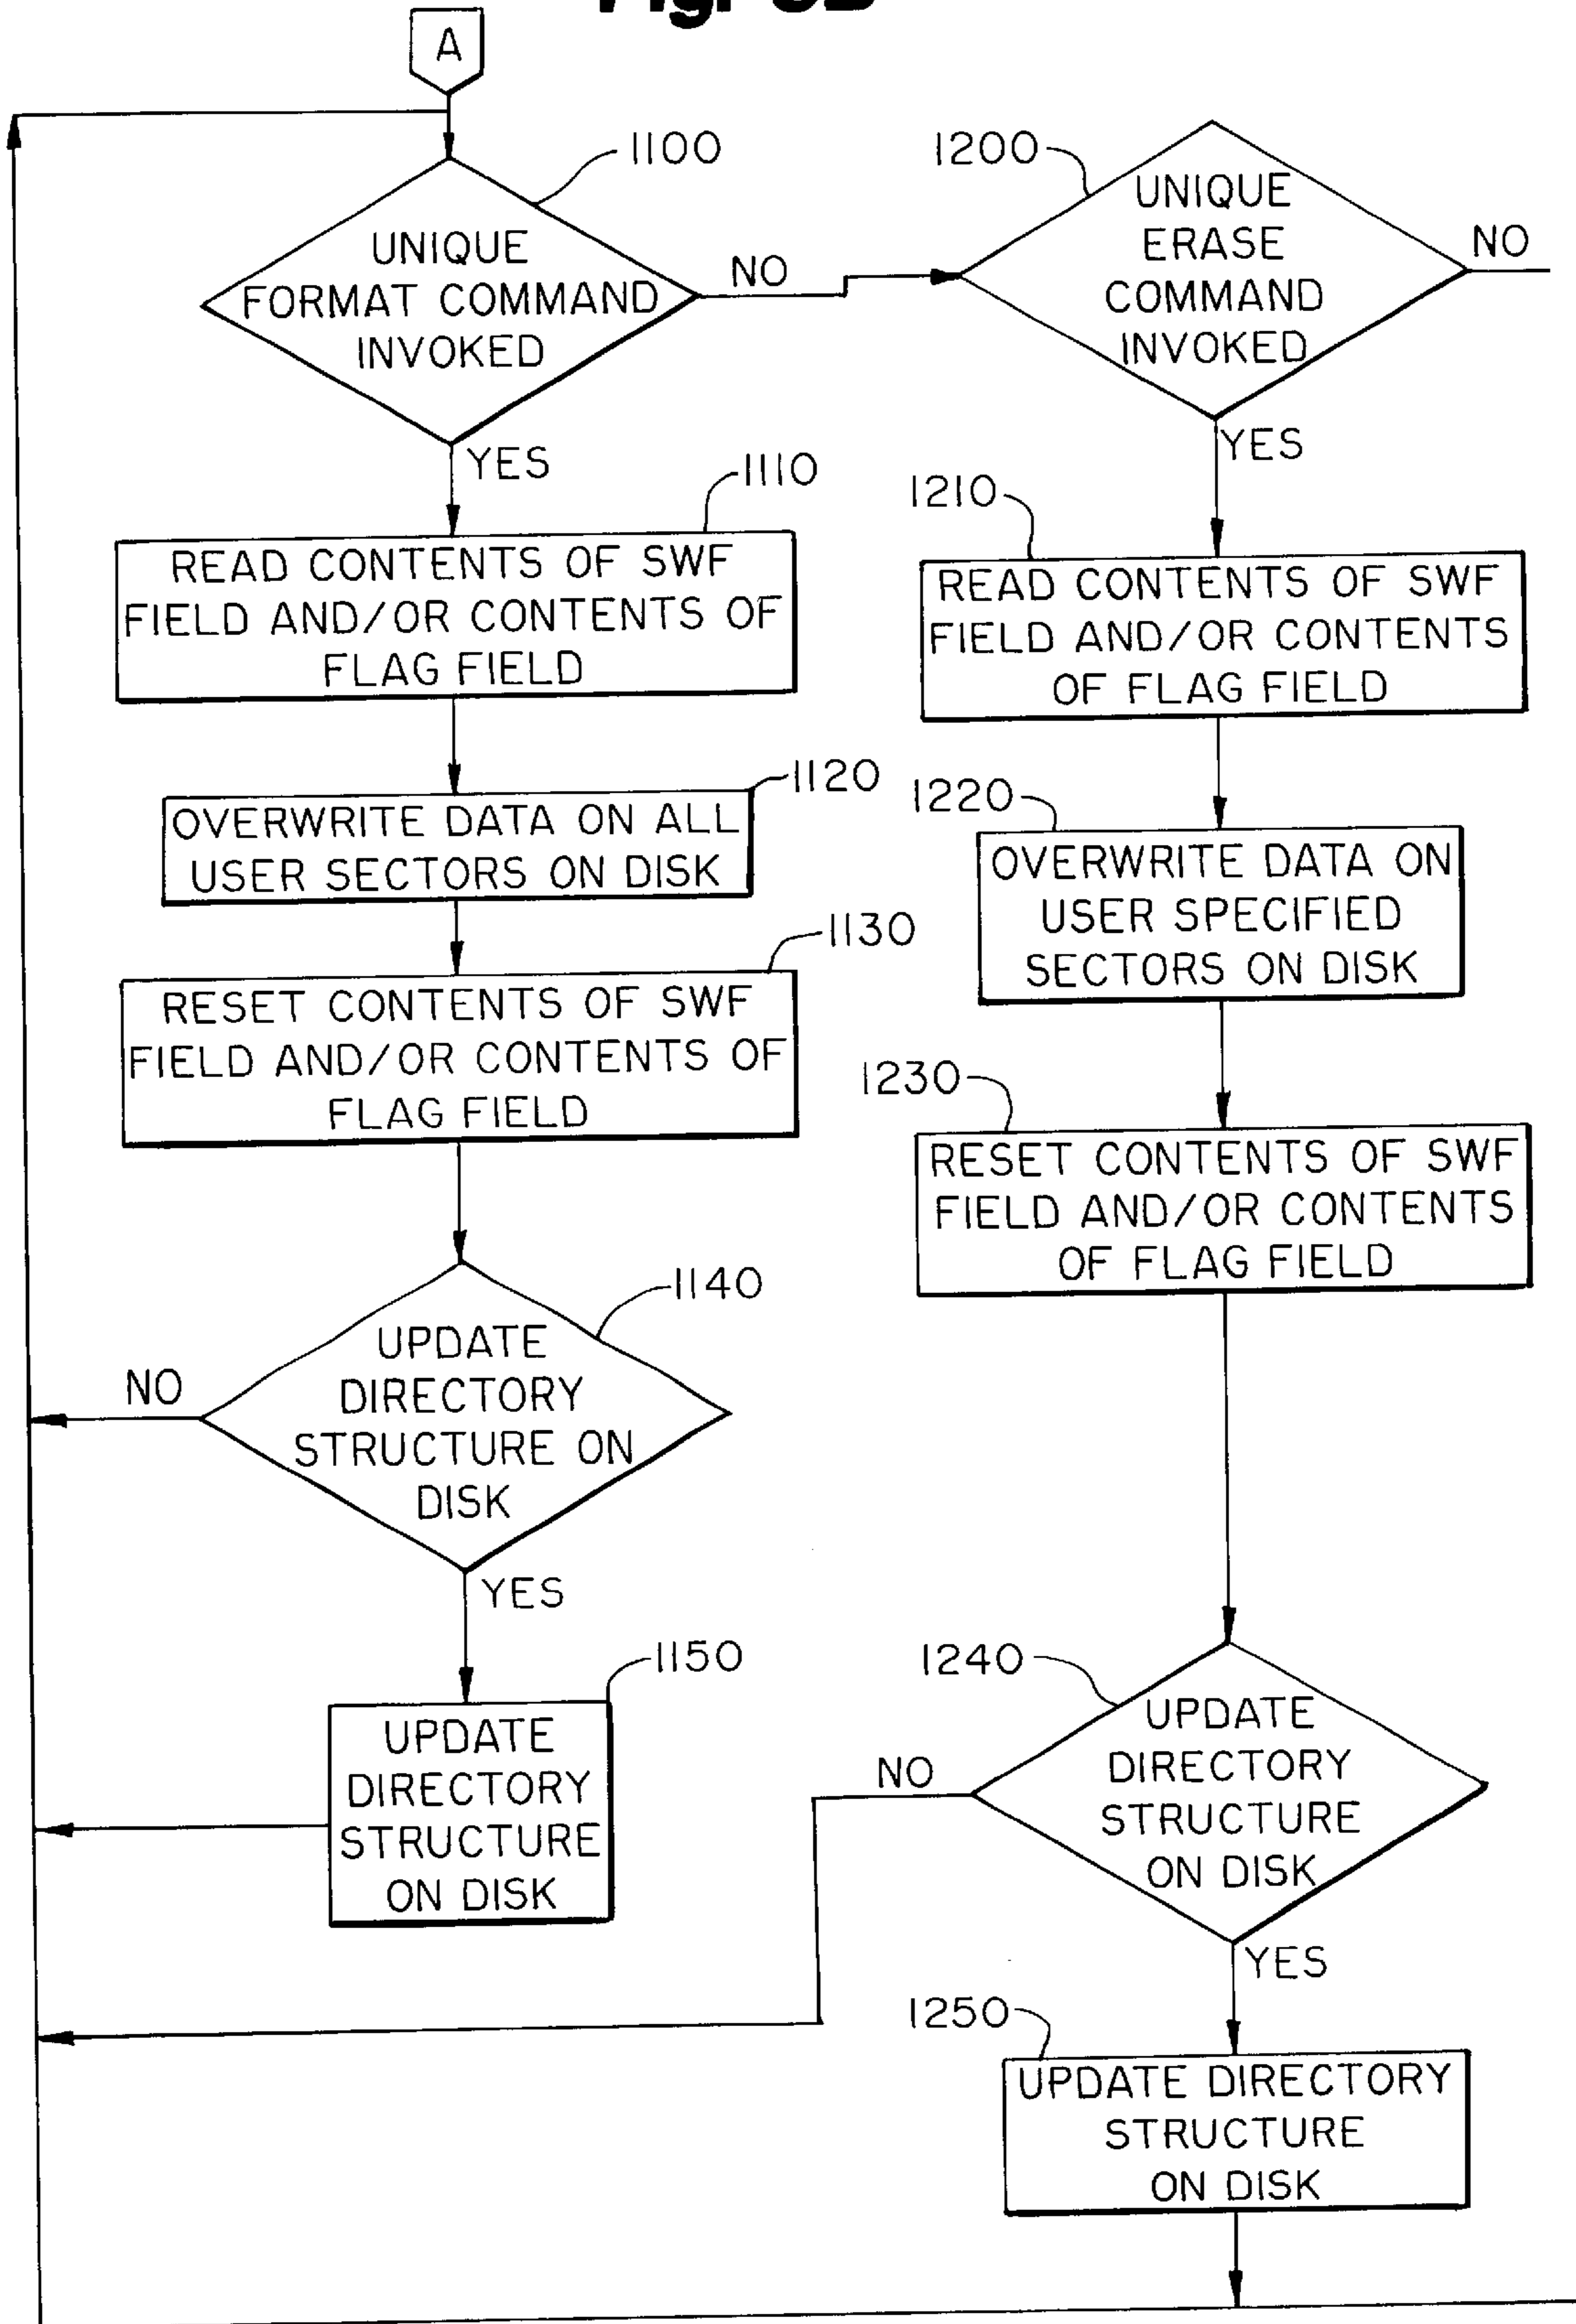 A
1100
UNIQUE
FORMAT COMMAND
INVOKED
NO
YES
1110
READ CONTENTS OF SWF
FIELD AND/OR CONTENTS OF
FLAG FIELD
1120
OVERWRITE DATA ON ALL
USER SECTORS ON DISK
1130
RESET CONTENTS OF SWF
FIELD AND/OR CONTENTS OF
FLAG FIELD
1140
UPDATE
DIRECTORY
STRUCTURE ON
DISK
NO
YES
1150
UPDATE
DIRECTORY
STRUCTURE
ON DISK
1200
UNIQUE
ERASE
COMMAND
INVOKED
NO
YES
1210
READ CONTENTS OF SWF
FIELD AND/OR CONTENTS
OF FLAG FIELD
1220
OVERWRITE DATA ON
USER SPECIFIED
SECTORS ON DISK
1230
RESET CONTENTS OF SWF
FIELD AND/OR CONTENTS
OF FLAG FIELD
1240
UPDATE
DIRECTORY
STRUCTURE
ON DISK
NO
YES
1250
UPDATE DIRECTORY
STRUCTURE
ON DISK